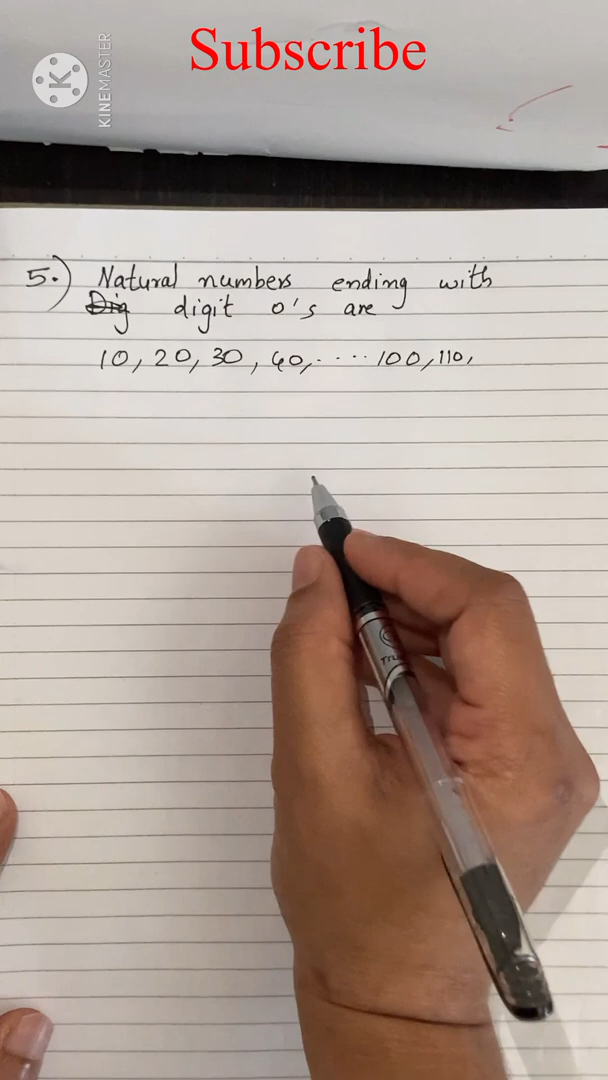 Subscribe
KINEMASTER
5.) Natural numbers ending with
Dig digit 0's are
10, 20, 30, 40, .... 100, 110,